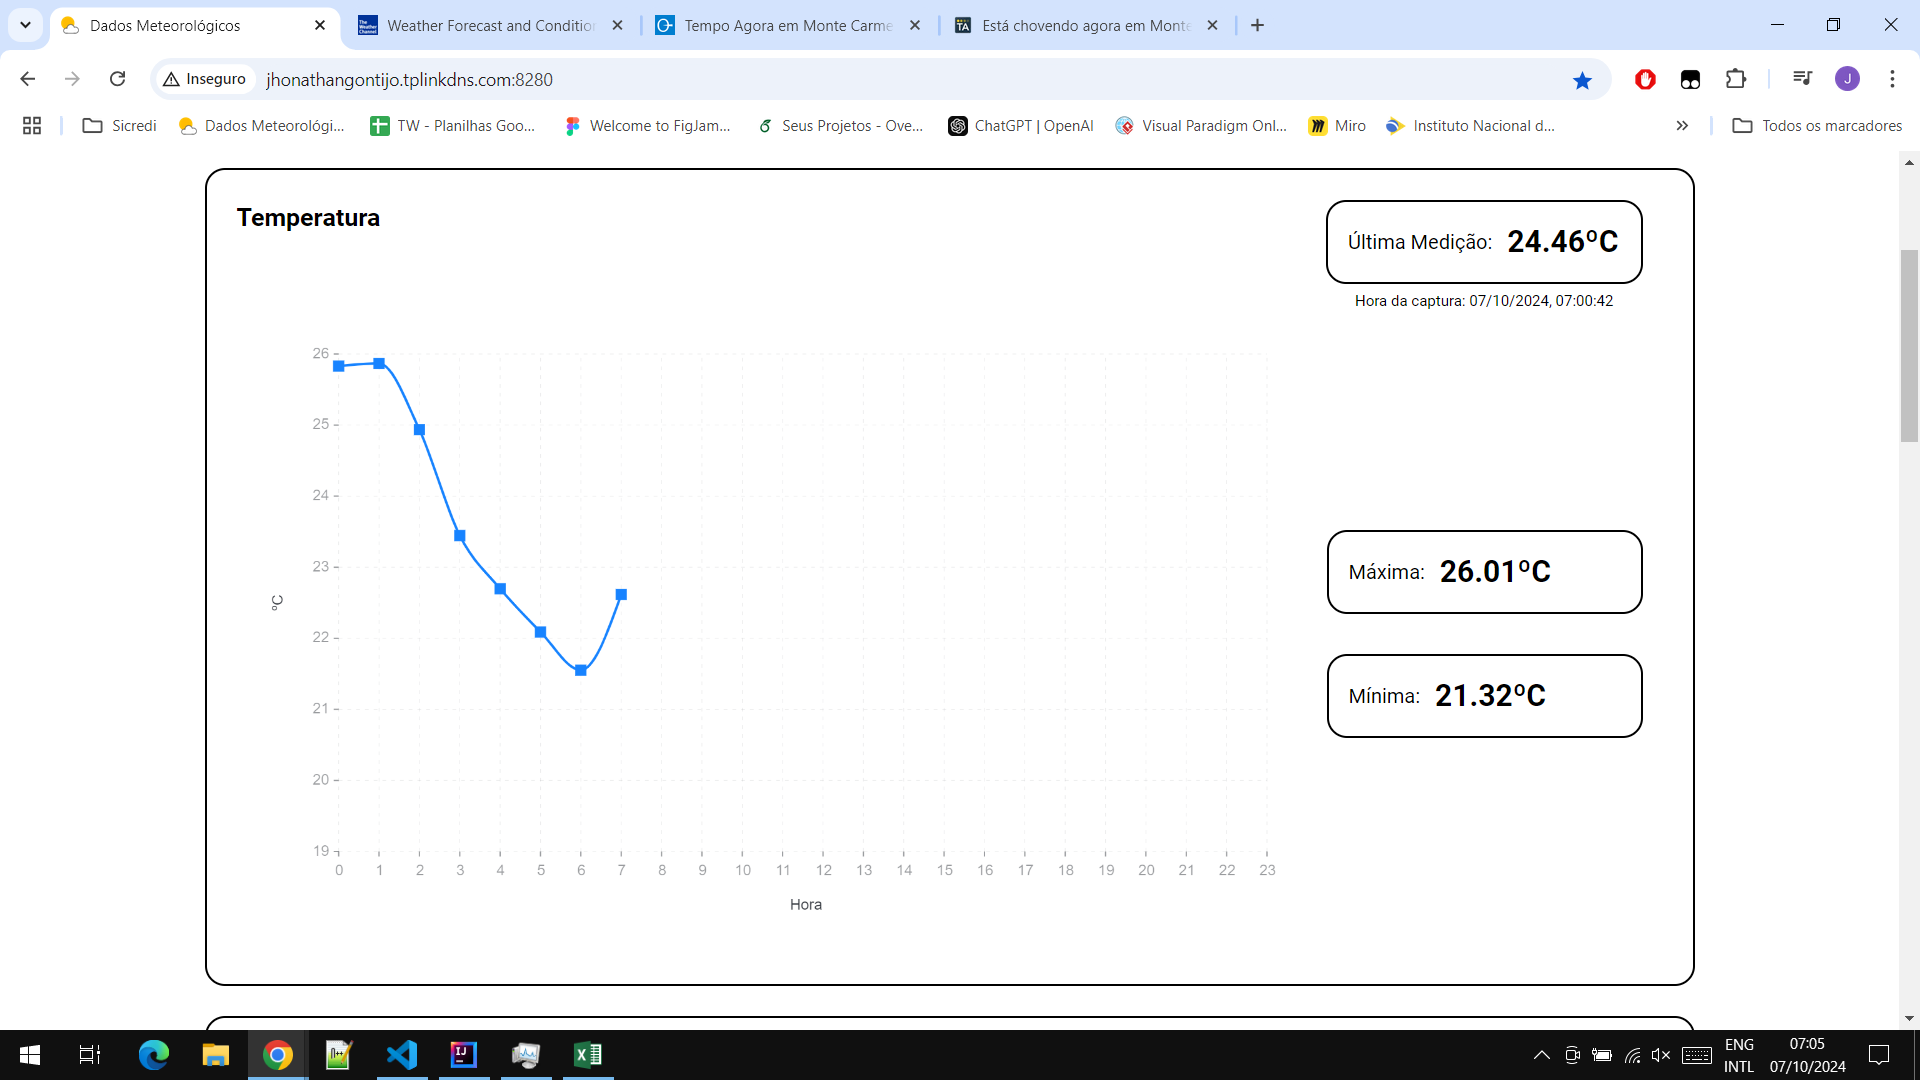 Dados Meteorológicos
Weather Forecast and Condition
Tempo Agora em Monte Carme
Está chovendo agora em Monte
Inseguro
jhonathangontijo.tplinkdns.com:8280
J
Sicredi
Dados Meteorológi...
TW - Planilhas Goo...
Welcome to FigJam...
Seus Projetos - Ove...
ChatGPT | OpenAI
Visual Paradigm Onl...
Miro
Instituto Nacional d...
Todos os marcadores
Temperatura
Última Medição: 24.46ºC
Hora da captura: 07/10/2024, 07:00:42
26
25
24
23
22
21
20
19
ºC
0 1 2 3 4 5 6 7 8 9 10 11 12 13 14 15 16 17 18 19 20 21 22 23
Hora
Máxima: 26.01ºC
Mínima: 21.32ºC
ENG
INTL
07:05
07/10/2024